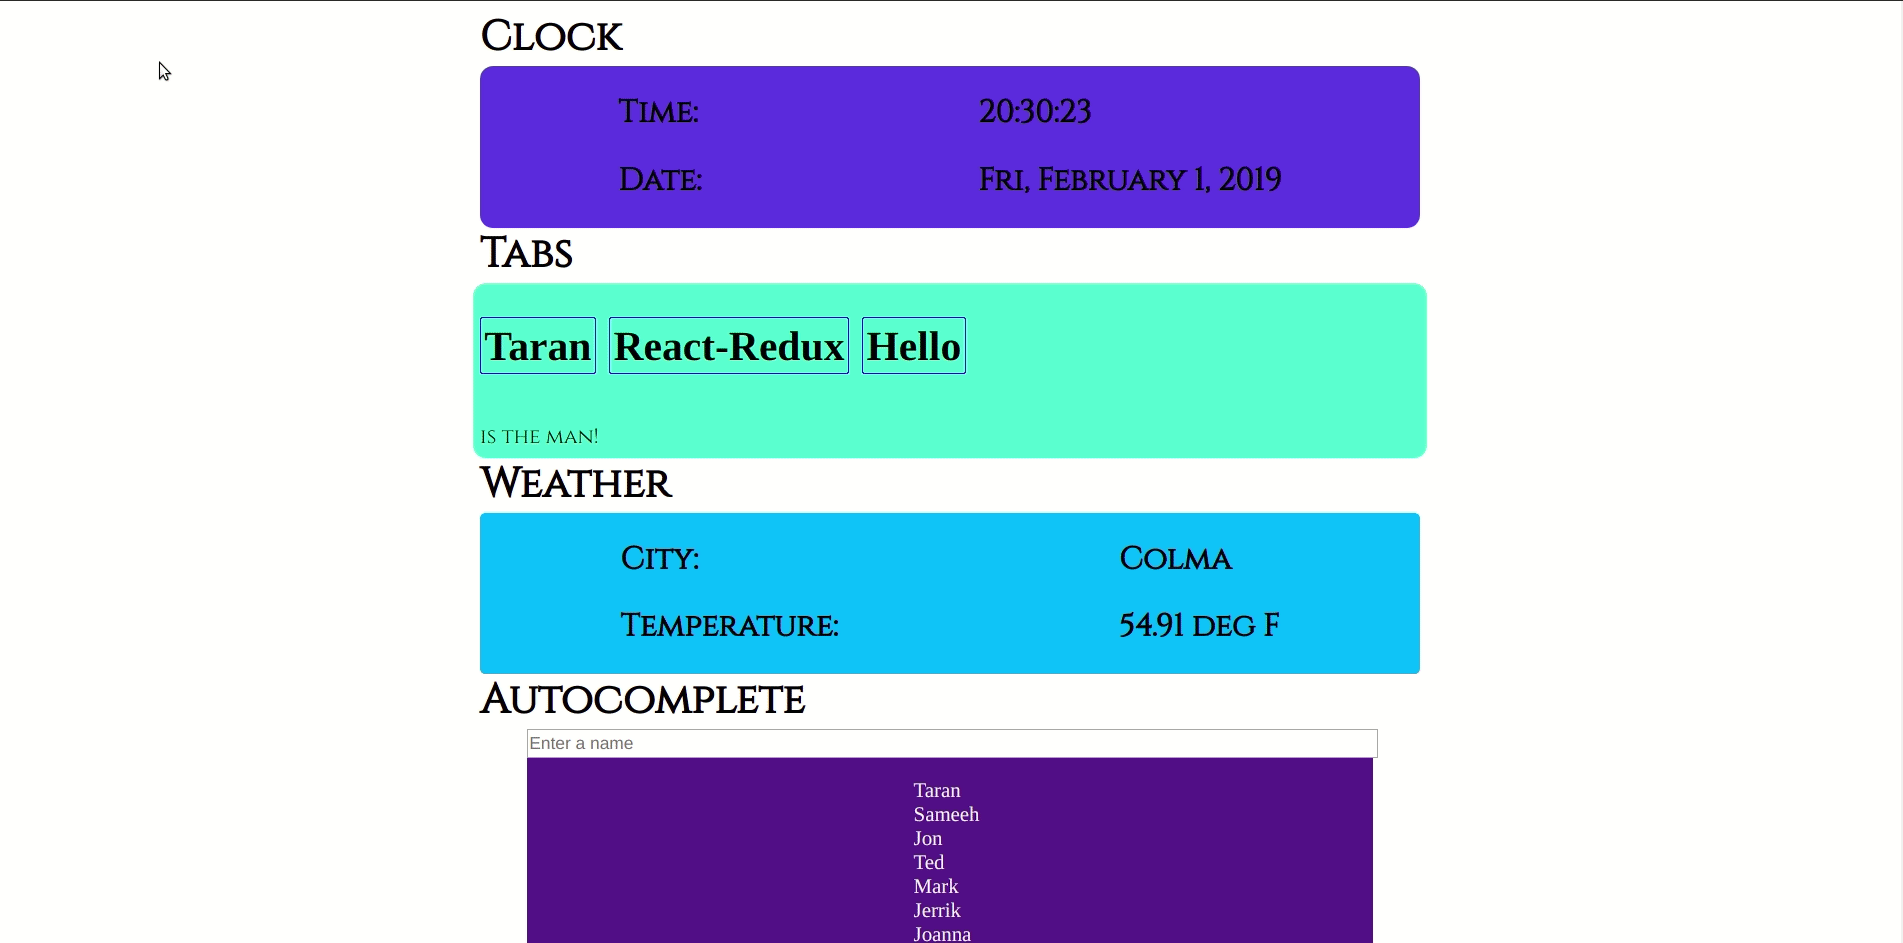 Clock
Time: 20:30:23
Date: Fri, February 1, 2019
Tabs
Taran React-Redux Hello
is the man!
Weather
City: Colma
Temperature: 54.91 deg F
Autocomplete
Enter a name
Taran
Sameeh
Jon
Ted
Mark
Jerrik
Joanna